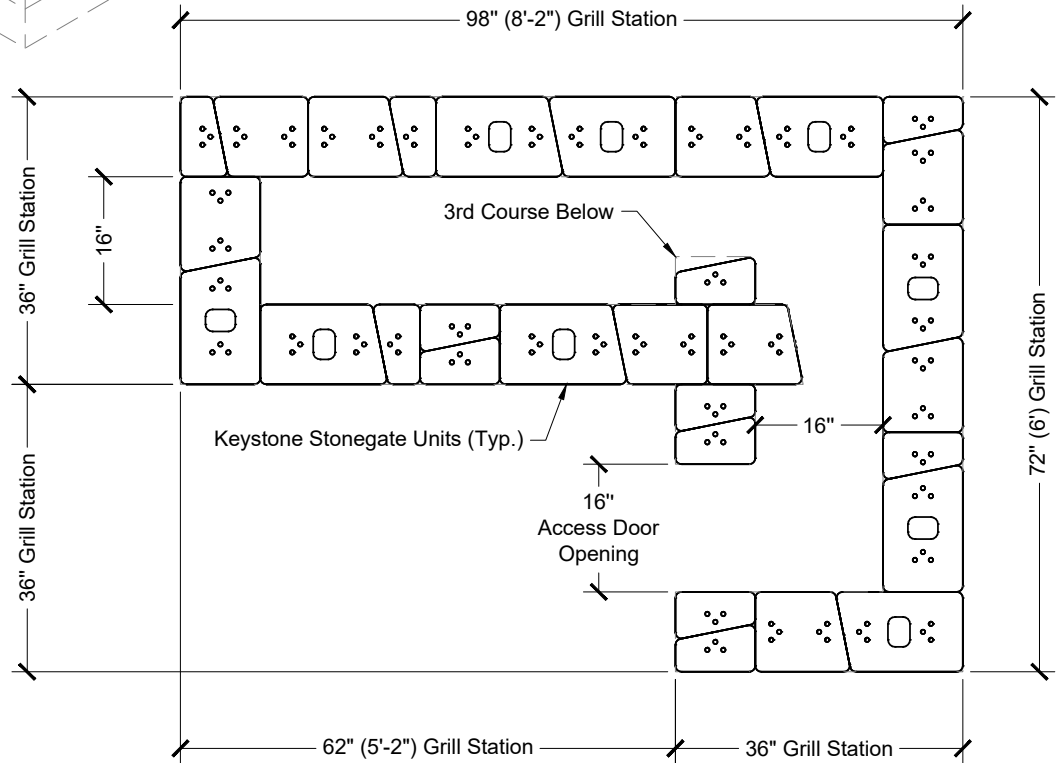 98" (8'-2") Grill Station
36" Grill Station
16"
3rd Course Below
72" (6') Grill Station
Keystone Stonegate Units (Typ.)
16"
36" Grill Station
16"
Access Door
Opening
62" (5'-2") Grill Station
36" Grill Station